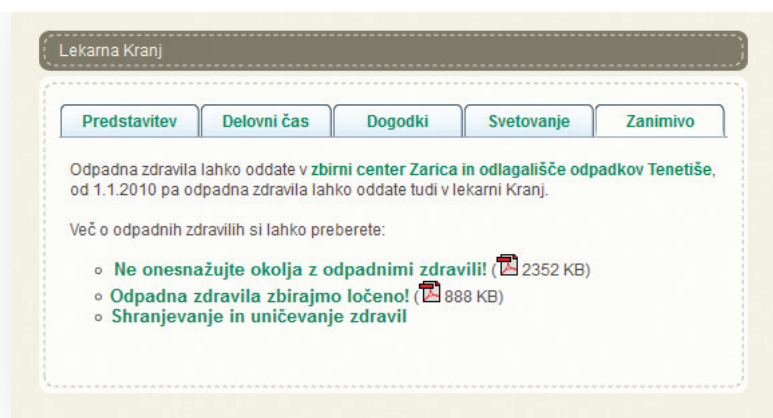 Lekarna Kranj
Predstavitev Delovni čas Dogodki Svetovanje Zanimivo
Odpadna zdravila lahko oddate v zbirni center Zarica in odlagališče odpadkov Tenetiše,
od 1.1.2010 pa odpadna zdravila lahko oddate tudi v lekarni Kranj.
Več o odpadnih zdravilih si lahko preberete:
Ne onesnažujte okolja z odpadnimi zdravili! (2352 KB)
Odpadna zdravila zbirajmo ločeno! (888 KB)
Shranjevanje in uničevanje zdravil